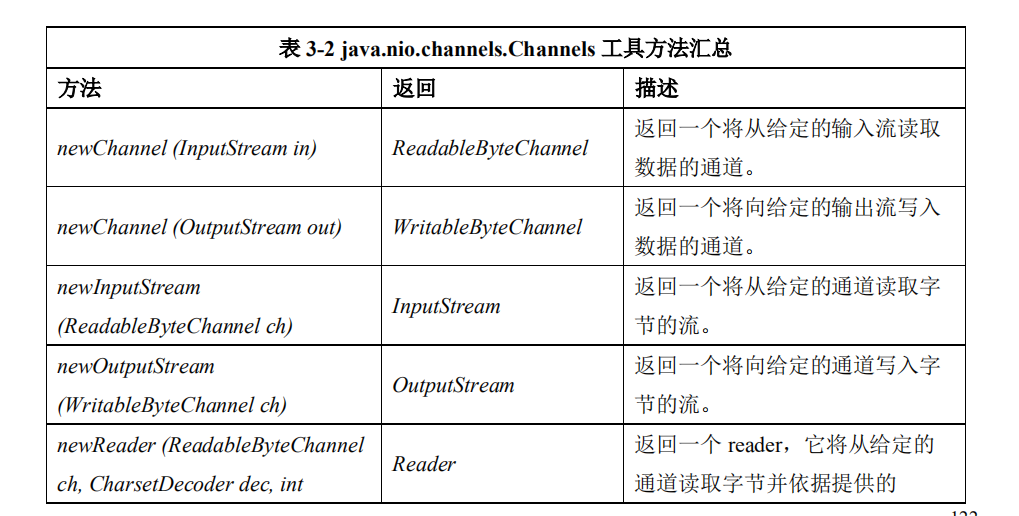 表 3-2 java.nio.channels.Channels 工具方法汇总
方法 返回 描述
newChannel (InputStream in) ReadableByteChannel 返回一个将从给定的输入流读取
数据的通道。
newChannel (OutputStream out) WritableByteChannel 返回一个将向给定的输出流写入
数据的通道。
newInputStream
(ReadableByteChannel ch) InputStream 返回一个将从给定的通道读取字
节的流。
newOutputStream
(WritableByteChannel ch) OutputStream 返回一个将向给定的通道写入字
节的流。
newReader (ReadableByteChannel
ch, CharsetDecoder dec, int Reader 返回一个 reader，它将从给定的
通道读取字节并依据提供的